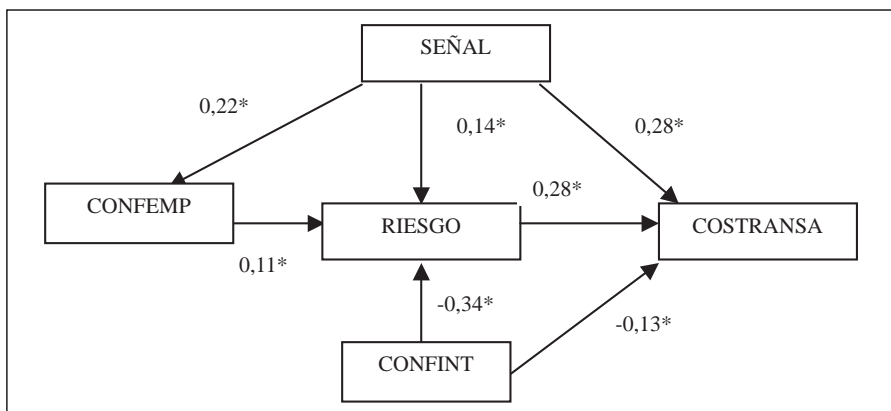 SEÑAL
0,22*
0,14*
0,28*
CONFEMP
0,28*
RIESGO
COSTRANSA
0,11*
-0,34*
-0,13*
CONFINT